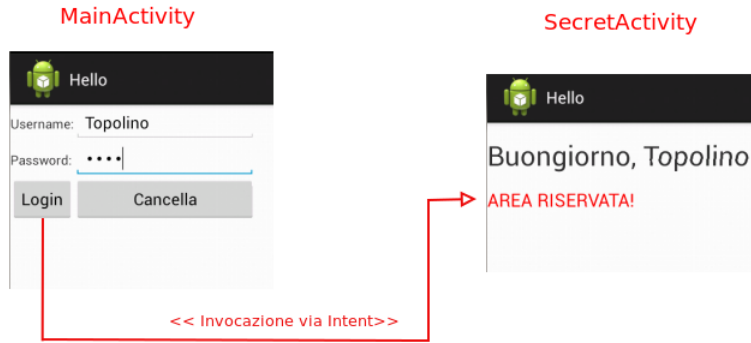 MainActivity
Hello
Username: Topolino
Password: ••••
Login Cancella
<< Invocazione via Intent>>
SecretActivity
Hello
Buongiorno, Topolino
AREA RISERVATA!